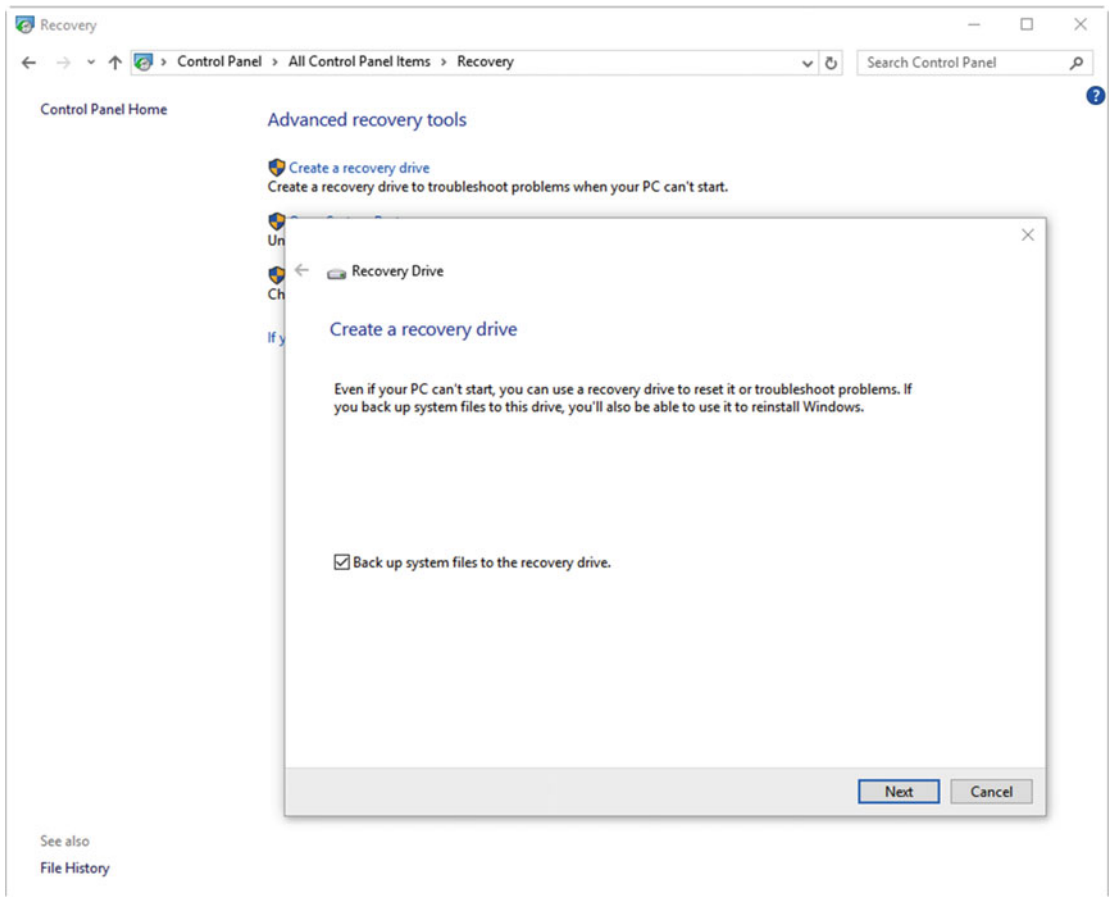 Recovery
Control Panel > All Control Panel Items > Recovery
Search Control Panel
Control Panel Home
Advanced recovery tools
Create a recovery drive
Create a recovery drive to troubleshoot problems when your PC can't start.
Un
Ch
If y
Recovery Drive
Create a recovery drive
Even if your PC can't start, you can use a recovery drive to reset it or troubleshoot problems. If
you back up system files to this drive, you'll also be able to use it to reinstall Windows.
Back up system files to the recovery drive.
Next
Cancel
See also
File History